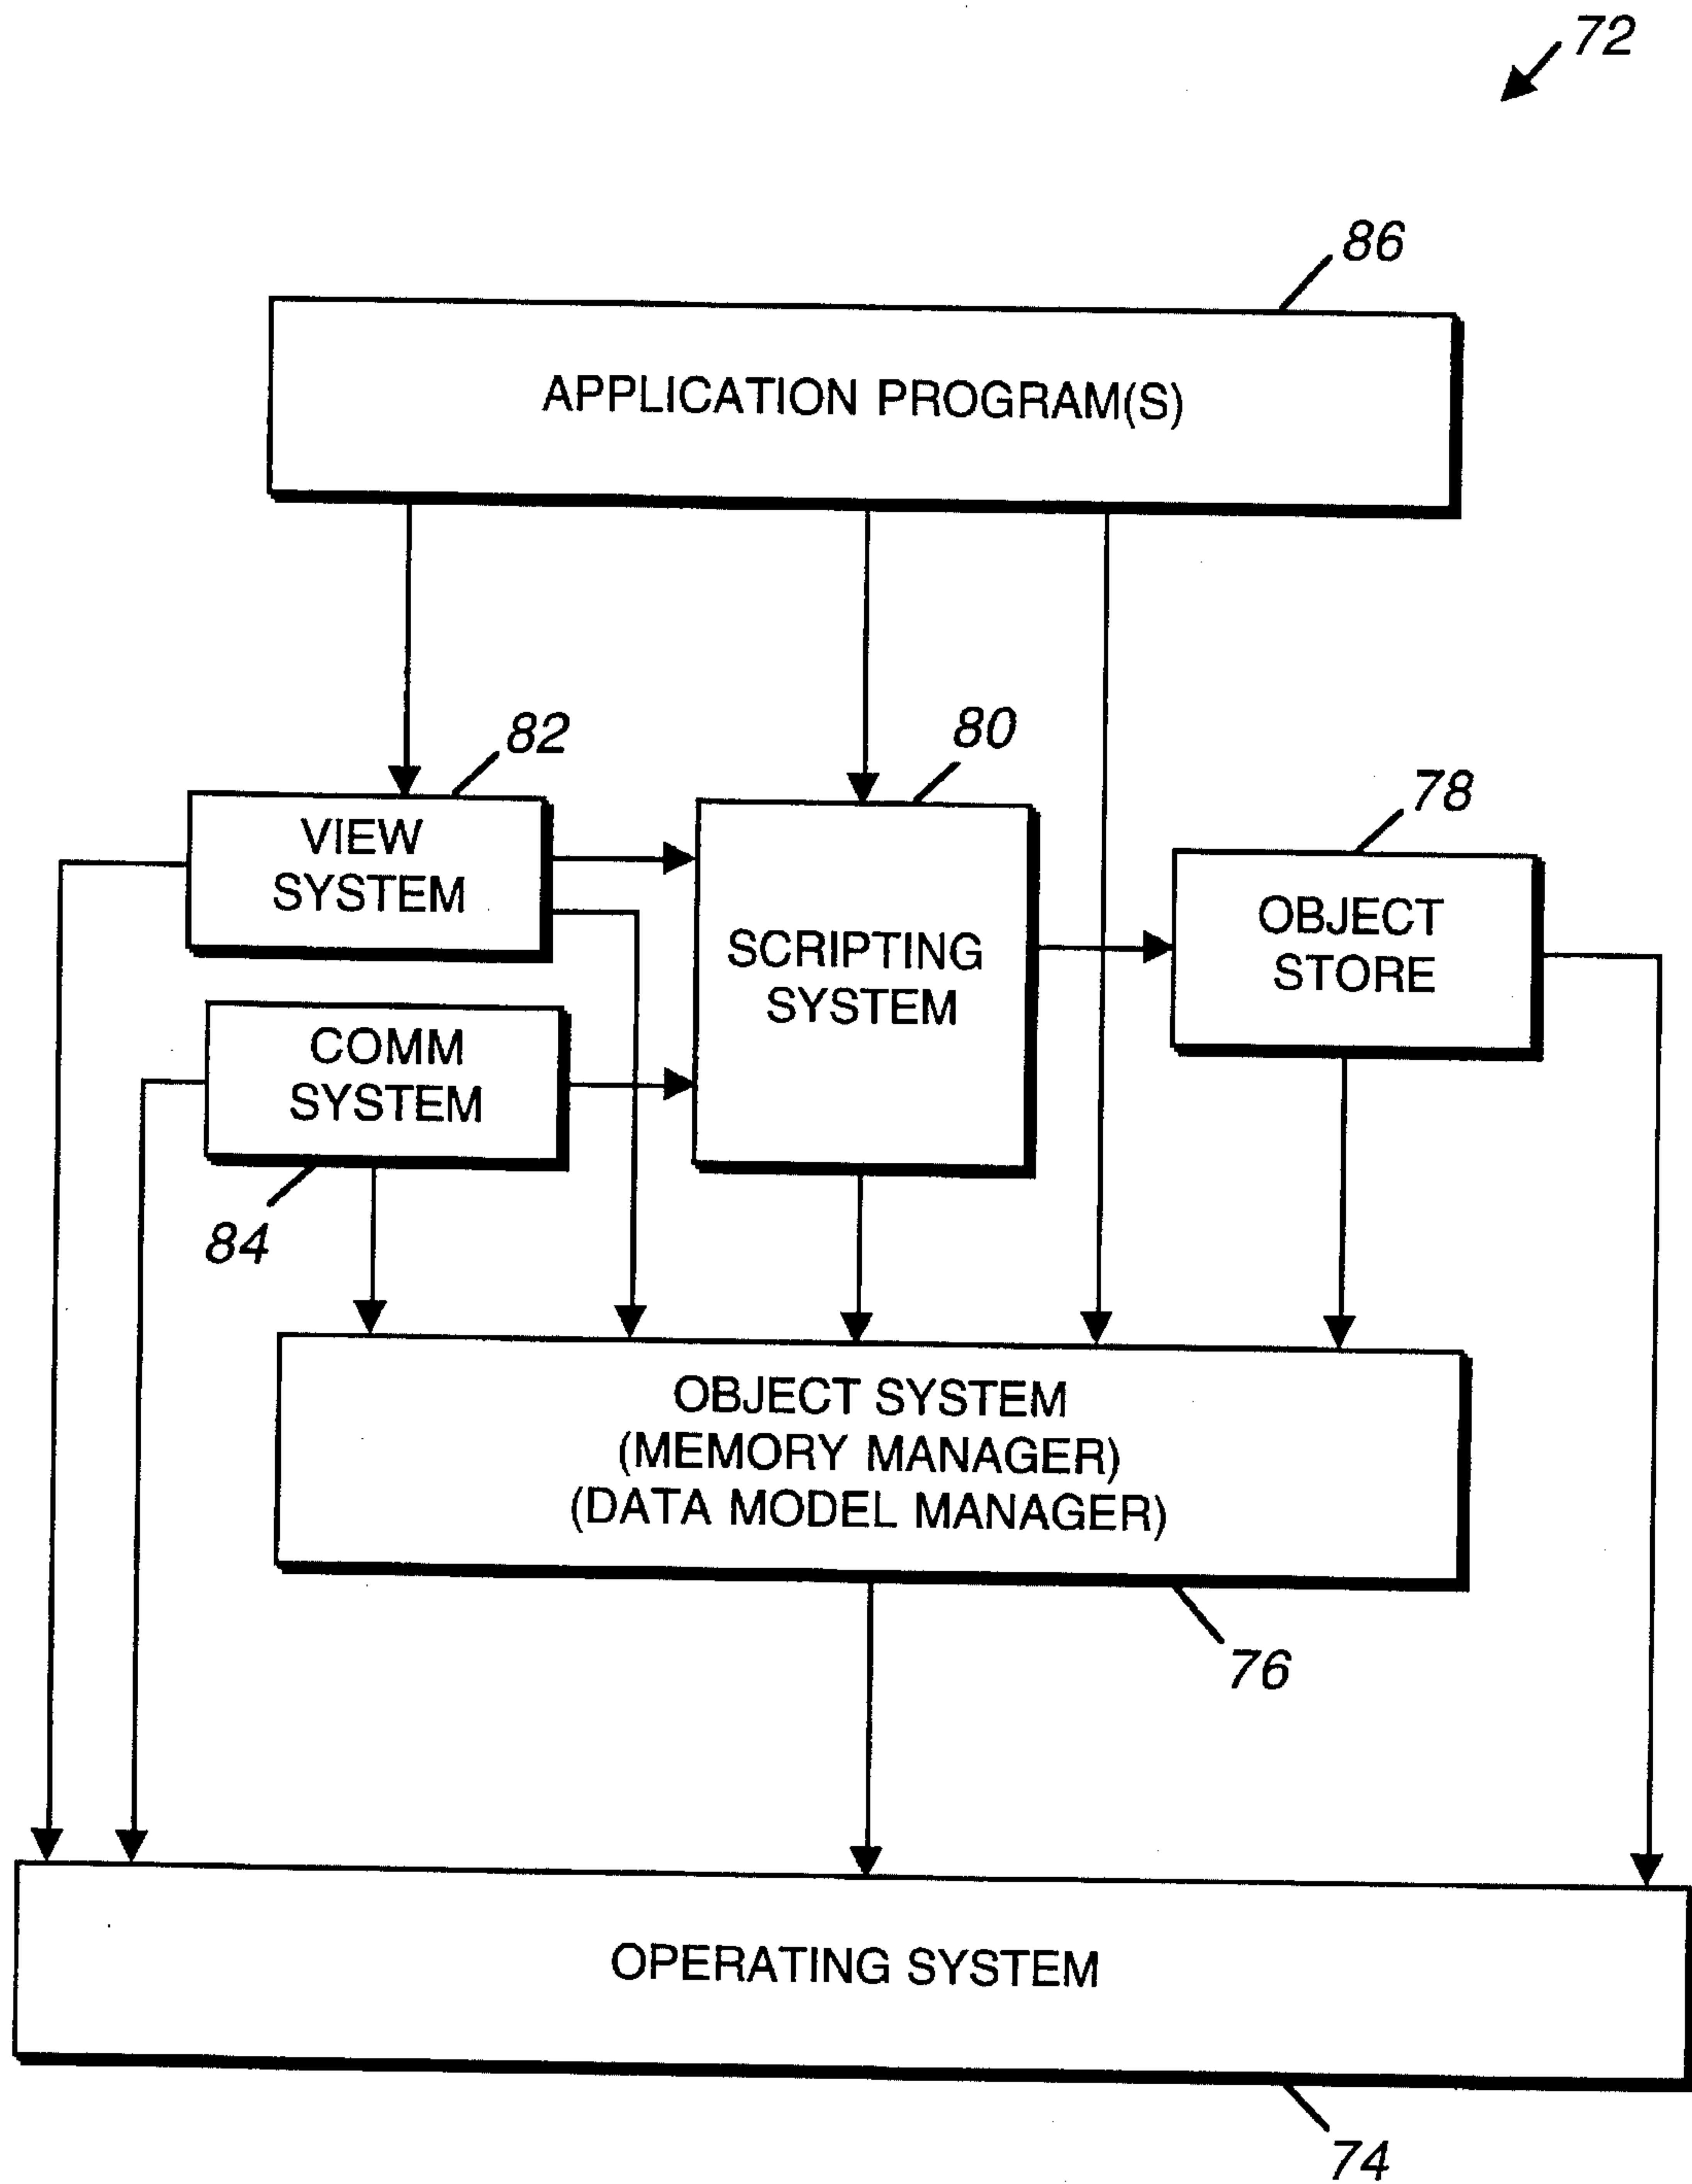 72
86
APPLICATION PROGRAM(S)
82
80
78
VIEW
SYSTEM
SCRIPTING
SYSTEM
OBJECT
STORE
COMM
SYSTEM
84
OBJECT SYSTEM
(MEMORY MANAGER)
(DATA MODEL MANAGER)
76
OPERATING SYSTEM
74